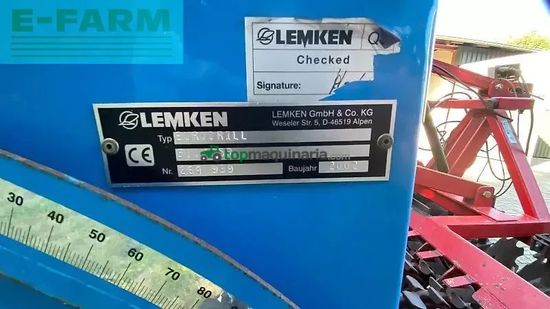 E-FARM
LEMKEN Q
Checked
Signature:
LEMKEN
LEMKEN GmbH & Co. KG
Weseler Str. 5, D-46519 Alpen
Typ
CE
topmaquinaria.com
Nr. Baujahr
30
40
50
60
70
80